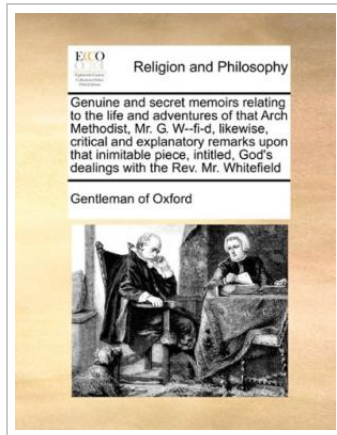 ECCO
Religion and Philosophy
Genuine and secret memoirs relating
to the life and adventures of that Arch
Methodist, Mr. G. W--fi-d, likewise,
critical and explanatory remarks upon
that inimitable piece, intitled, God's
dealings with the Rev. Mr. Whitefield
Gentleman of Oxford